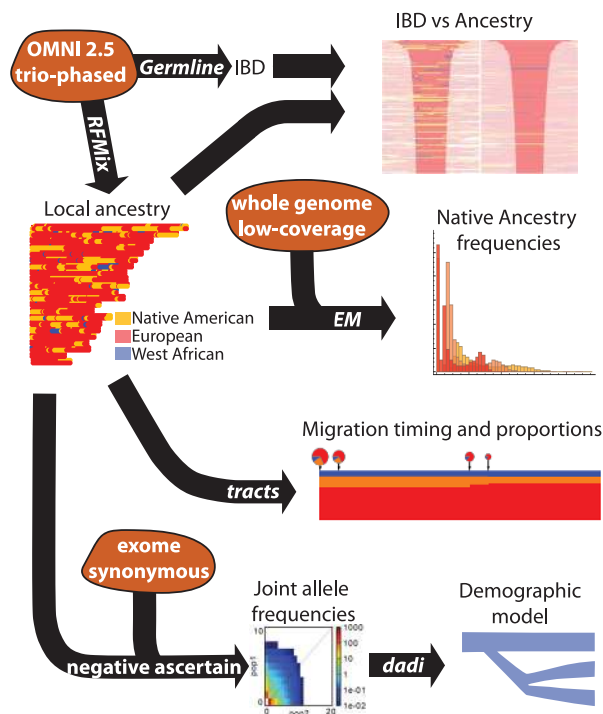 OMNI 2.5
trio-phased
Germline
IBD
IBD vs Ancestry
RFMix
Local ancestry
whole genome
low-coverage
Native Ancestry
frequencies
Native American
European
West African
EM
Migration timing and proportions
tracts
exome
synonymous
Joint allele
frequencies
Demographic
model
negative ascertain
10
pop1
0
0
pop2
20
1000
100
10
1
1e-01
1e-02
dadi